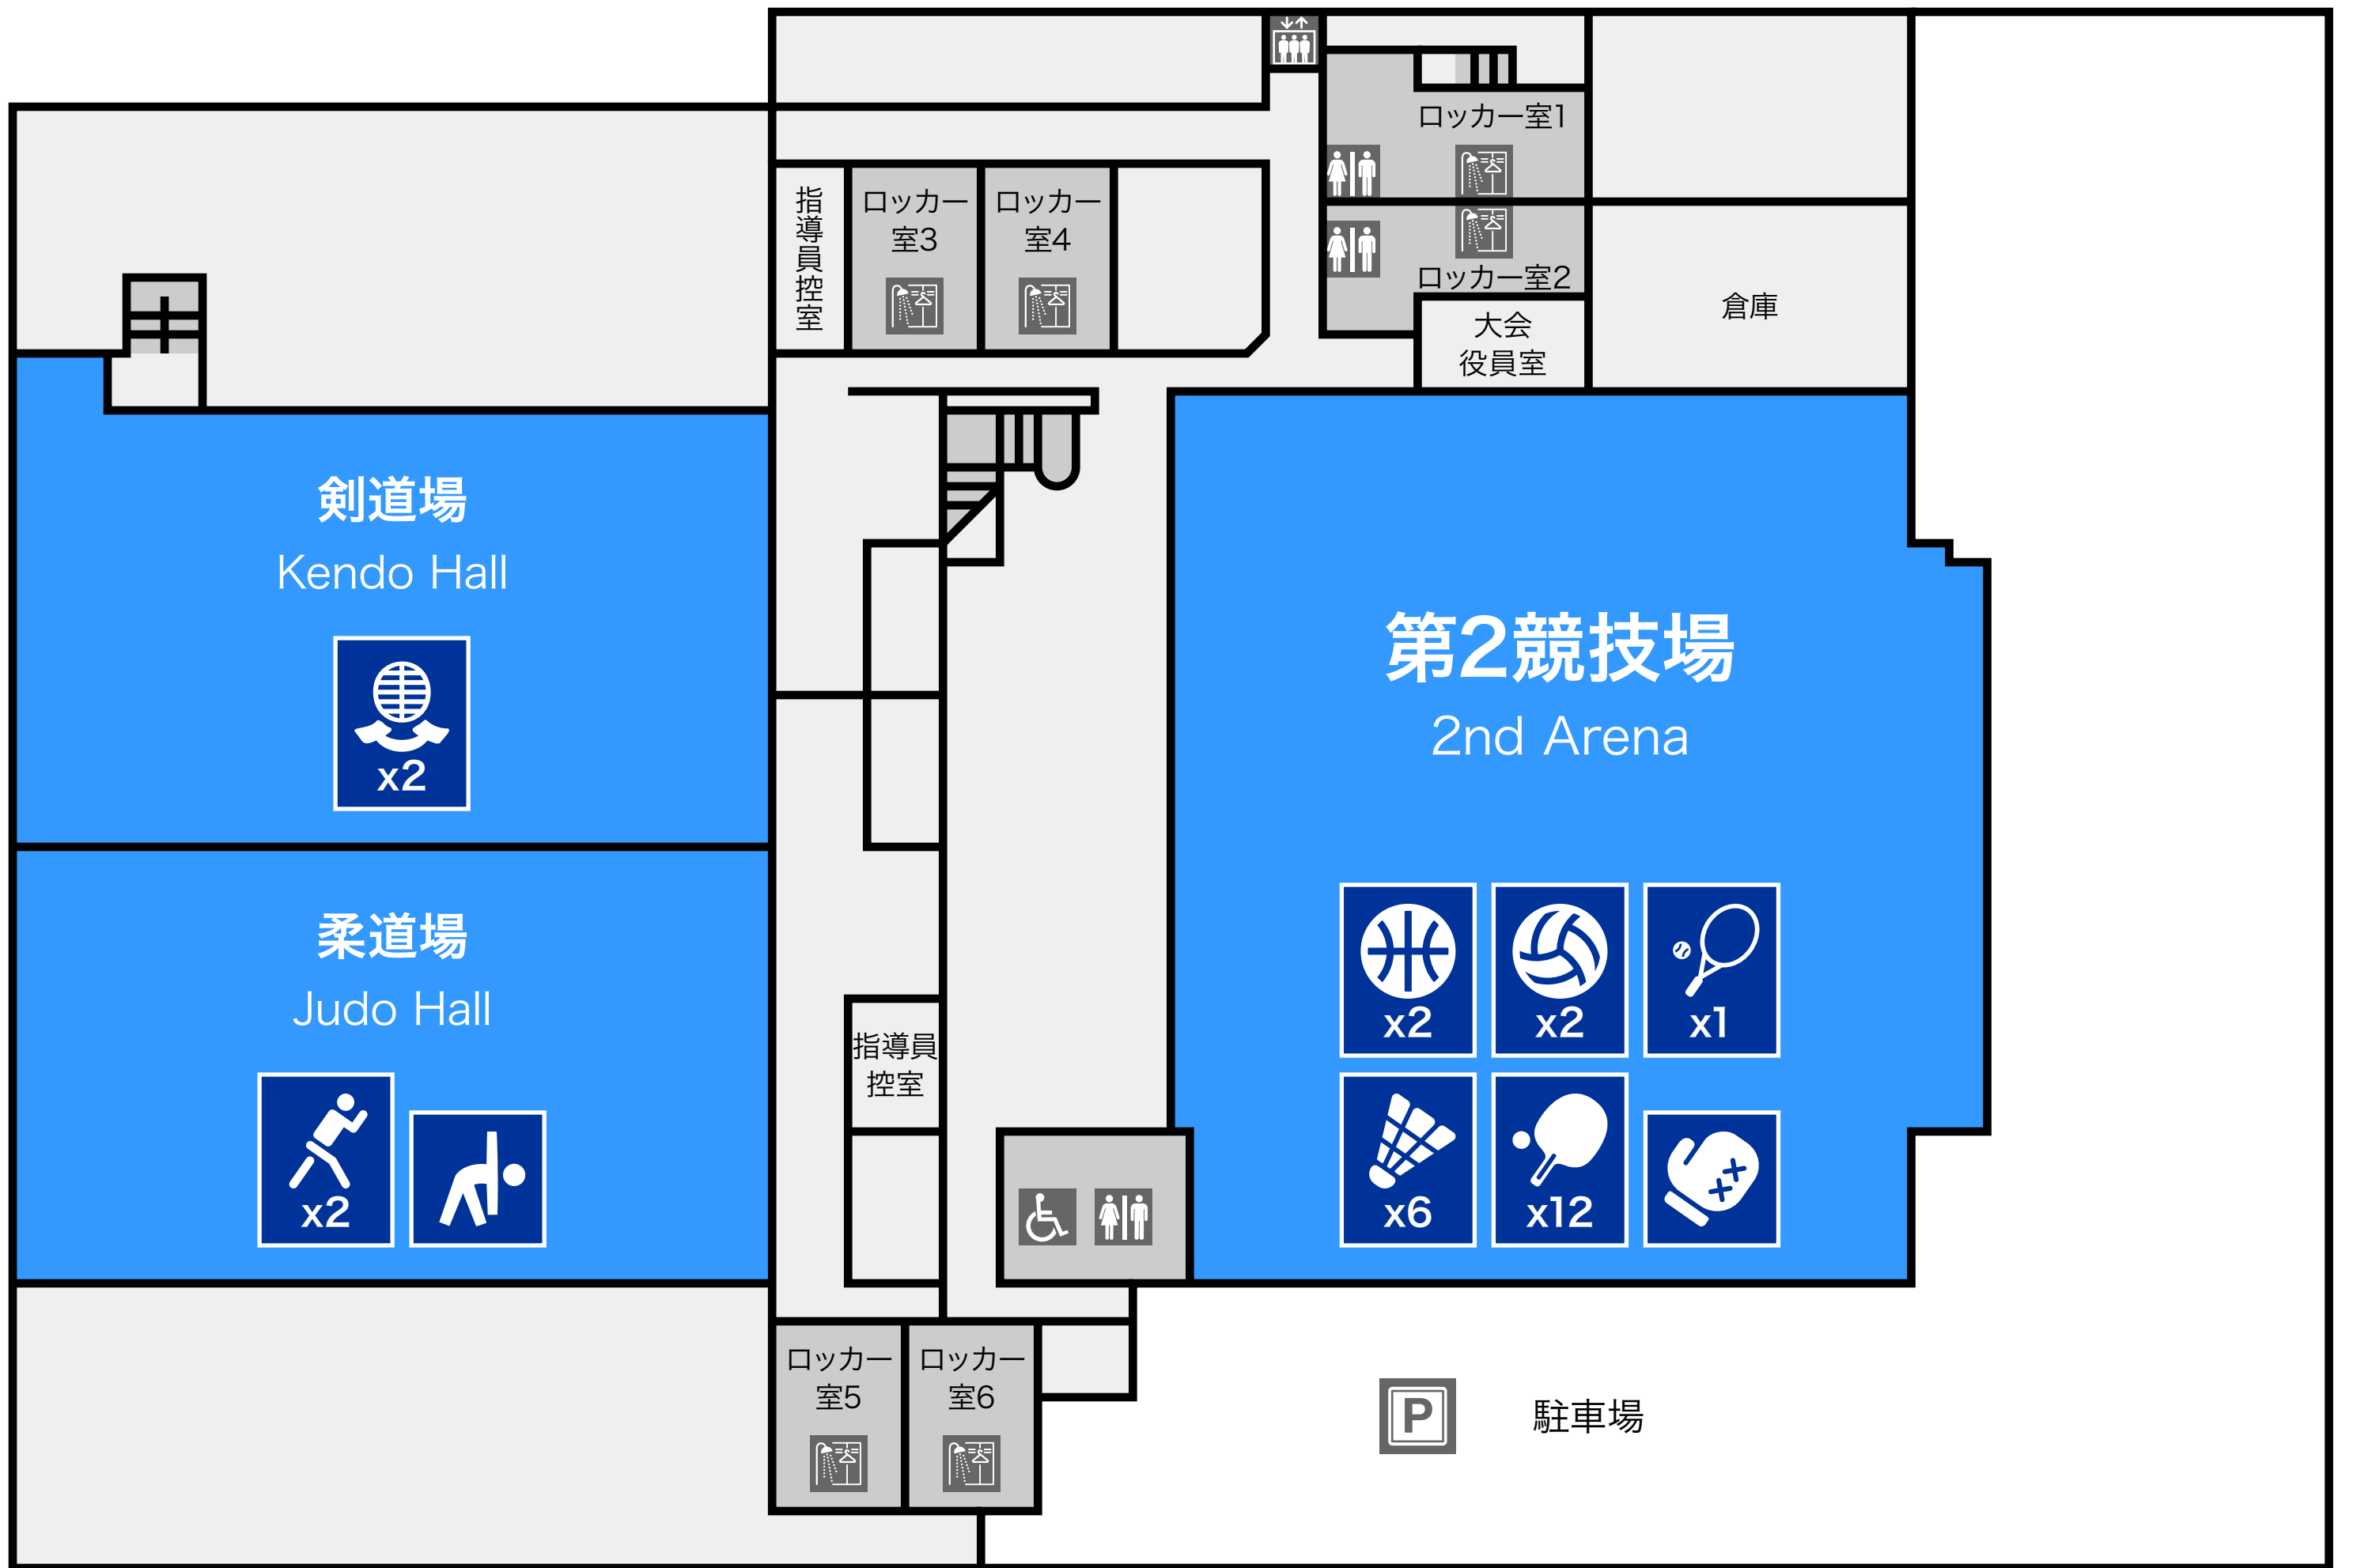 ロッカー室1
指導員控室
ロッカー
室3
ロッカー
室4
ロッカー室2
大会
役員室
倉庫
剣道場
Kendo Hall
x2
第2競技場
2nd Arena
x2
x2
x1
x6
x12
柔道場
Judo Hall
x2
指導員
控室
ロッカー
室5
ロッカー
室6
P
駐車場